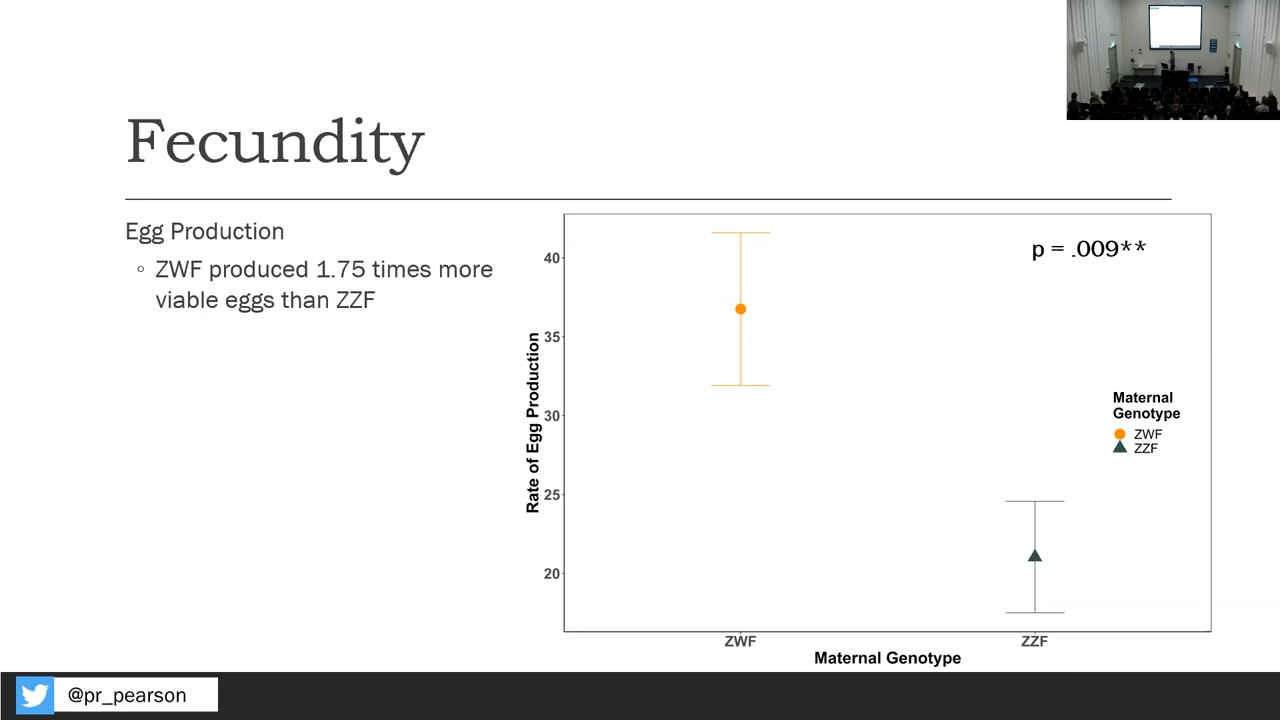 Fecundity
Egg Production
◦ ZWF produced 1.75 times more
viable eggs than ZZF
p = .009**
40
35
30
25
20
Rate of Egg Production
Maternal
Genotype
ZWF
ZZF
ZWF
ZZF
Maternal Genotype
@pr_pearson